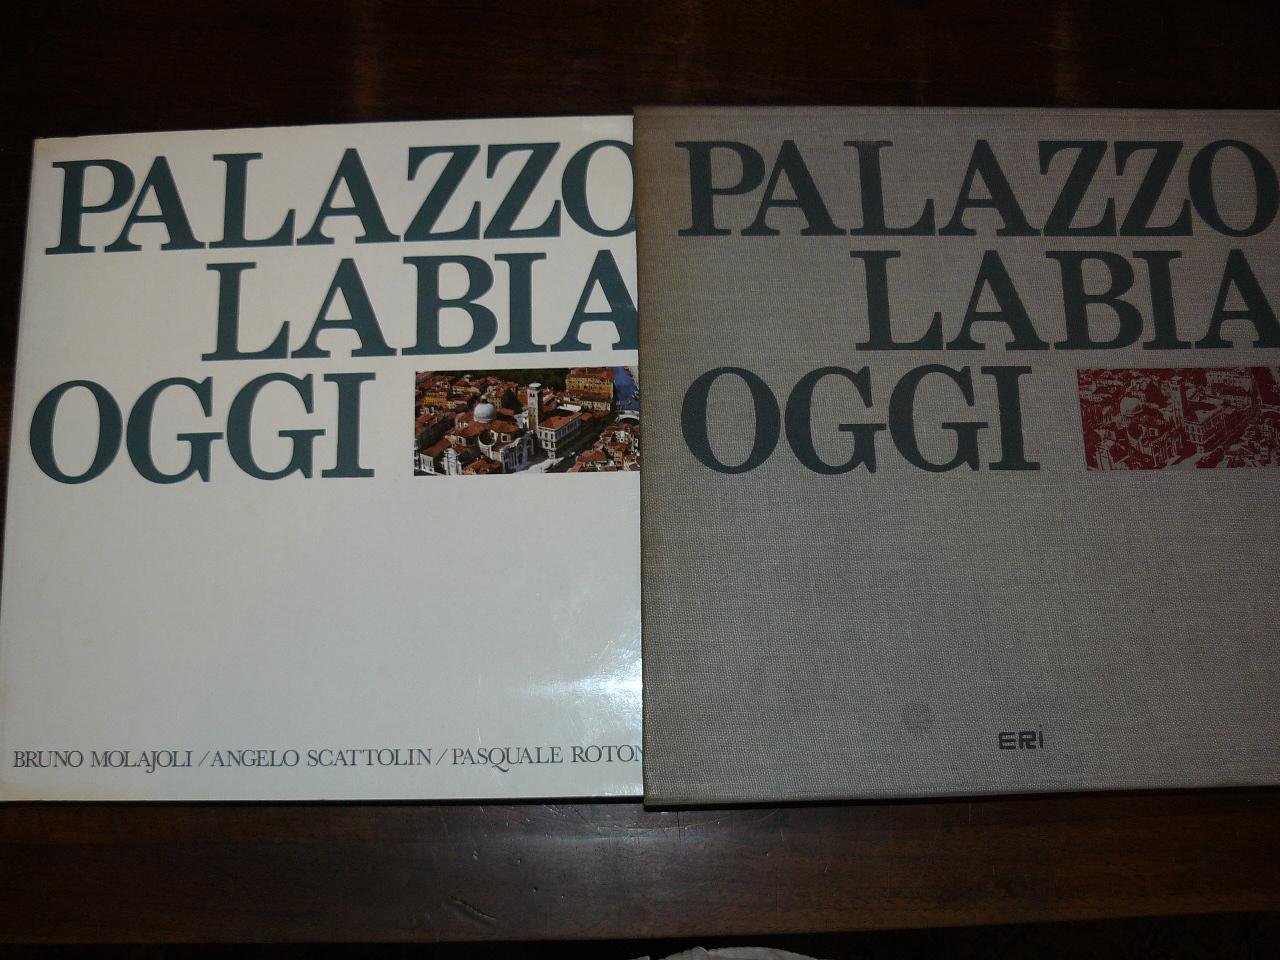 PALAZZO
LABIA
OGGI
BRUNO MOLAJOLI / ANGELO SCATTOLIN / PASQUALE
PALAZZO
LABIA
OGGI
ERI